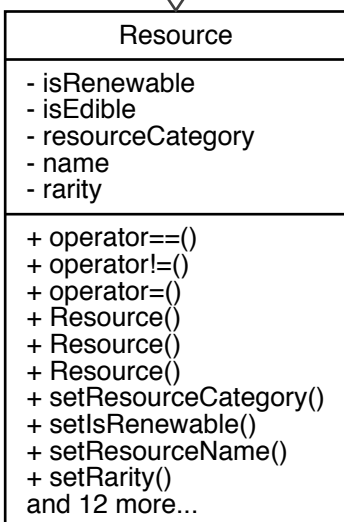 Resource
- isRenewable
- isEdible
- resourceCategory
- name
- rarity
+ operator==()
+ operator!=()
+ operator=()
+ Resource()
+ Resource()
+ Resource()
+ setResourceCategory()
+ setIsRenewable()
+ setResourceName()
+ setRarity()
and 12 more...